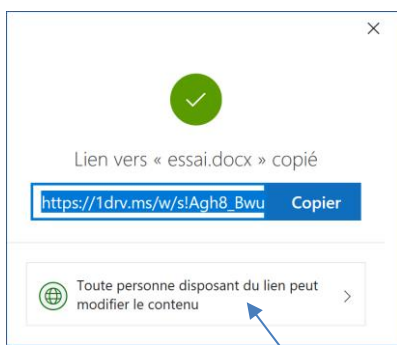 Lien vers « essai.docx » copié
https://1drv.ms/w/s!Agh8_Bwu Copier
Toute personne disposant du lien peut
modifier le contenu